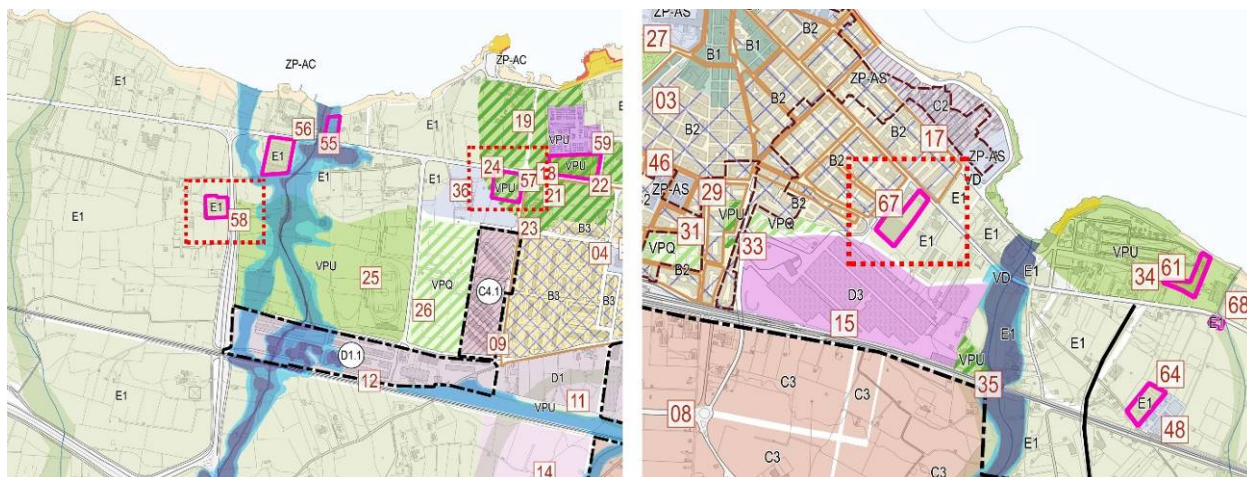 ZP-AC
ZP-AC
E1
E1
E1
E1
19
56
55
E1
59
E1
E1
24
VPU
18
VPU
57
36
E1
58
21
22
E1
23
B3
04
VPU
25
VPQ
B3
B3
26
C4.1
09
D1.1
12
D1
E1
11
VPU
14
27
B1
B1
B2
B2
ZP-AS
03
C2
B2
B2
17
46
B2
ZP-AS
ZP-AS
29
VD
67
E1
VPU
B2
31
VPQ
E1
E1
VPU
VPQ
33
61
B2
E1
34
VD
D3
68
E1
15
E1
E1
VPU
64
C3
35
E1
C3
08
48
E1
C3
C3